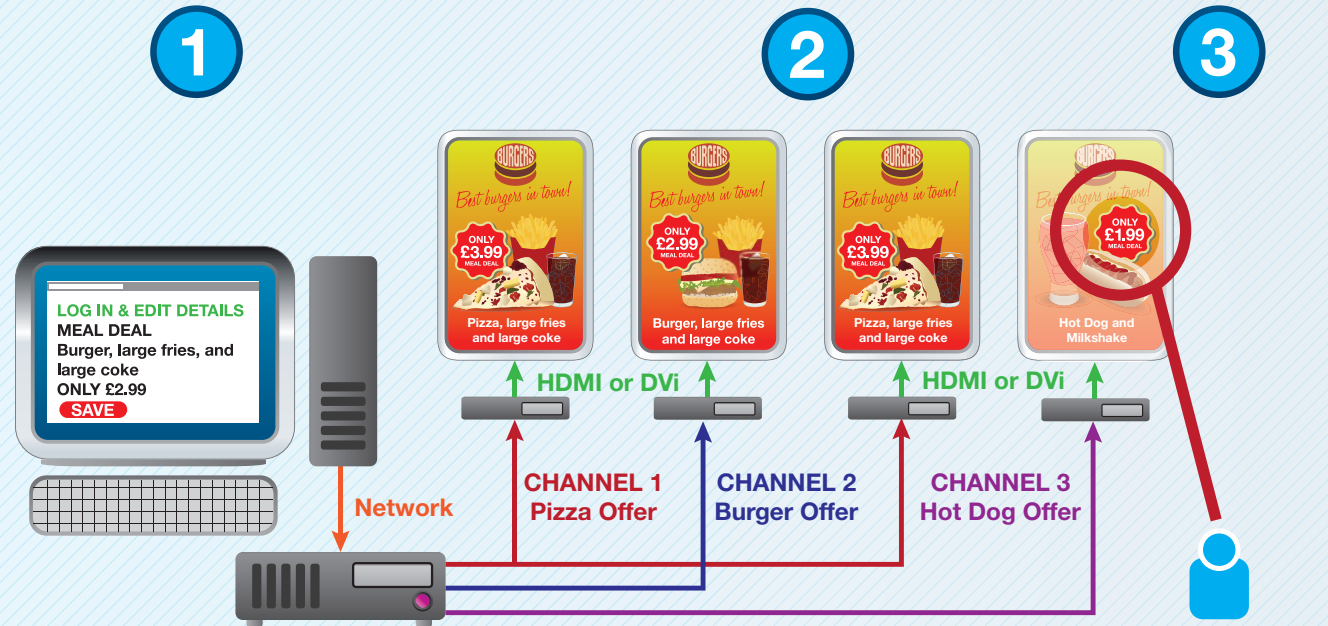 1
2
3
LOG IN & EDIT DETAILS
MEAL DEAL
Burger, large fries, and
large coke
ONLY £2.99
SAVE
BURGERS
Best burgers in town!
ONLY
£3.99
MEAL DEAL
Pizza, large fries
and large coke
BURGERS
Best burgers in town!
ONLY
£2.99
MEAL DEAL
Burger, large fries
and large coke
BURGERS
Best burgers in town!
ONLY
£3.99
MEAL DEAL
Pizza, large fries
and large coke
BURGERS
Best burgers in town!
ONLY
£1.99
MEAL DEAL
Hot Dog and
Milkshake
HDMI or DVi
HDMI or DVi
Network
CHANNEL 1
Pizza Offer
CHANNEL 2
Burger Offer
CHANNEL 3
Hot Dog Offer